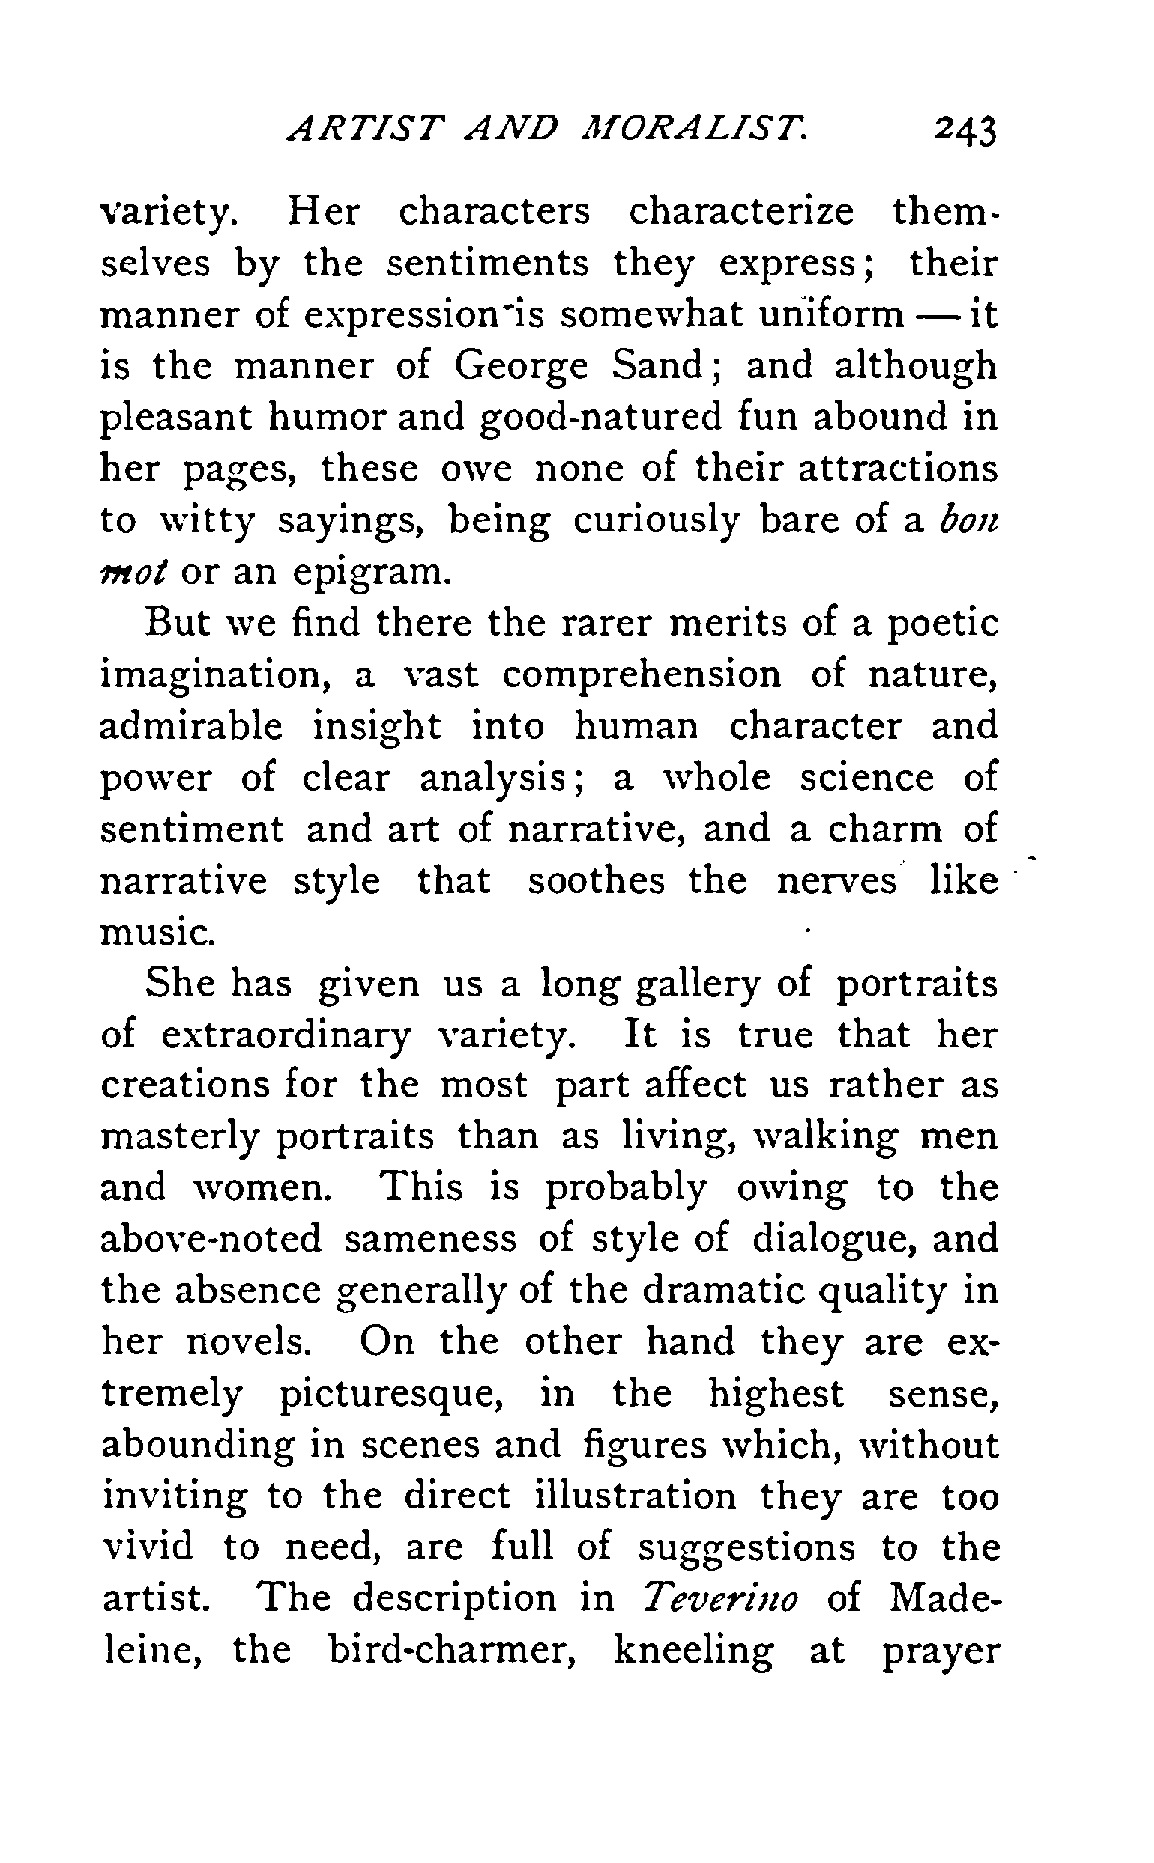 ARTIST AND MORALIST. 243
variety. Her characters characterize them-
selves by the sentiments they express; their
manner of expression is somewhat uniform — it
is the manner of George Sand; and although
pleasant humor and good-natured fun abound in
her pages, these owe none of their attractions
to witty sayings, being curiously bare of a bon
mot or an epigram.
But we find there the rarer merits of a poetic
imagination, a vast comprehension of nature,
admirable insight into human character and
power of clear analysis; a whole science of
sentiment and art of narrative, and a charm of
narrative style that soothes the nerves like
music.
She has given us a long gallery of portraits
of extraordinary variety. It is true that her
creations for the most part affect us rather as
masterly portraits than as living, walking men
and women. This is probably owing to the
above-noted sameness of style of dialogue, and
the absence generally of the dramatic quality in
her novels. On the other hand they are ex-
tremely picturesque, in the highest sense,
abounding in scenes and figures which, without
inviting to the direct illustration they are too
vivid to need, are full of suggestions to the
artist. The description in Teverino of Made-
leine, the bird-charmer, kneeling at prayer